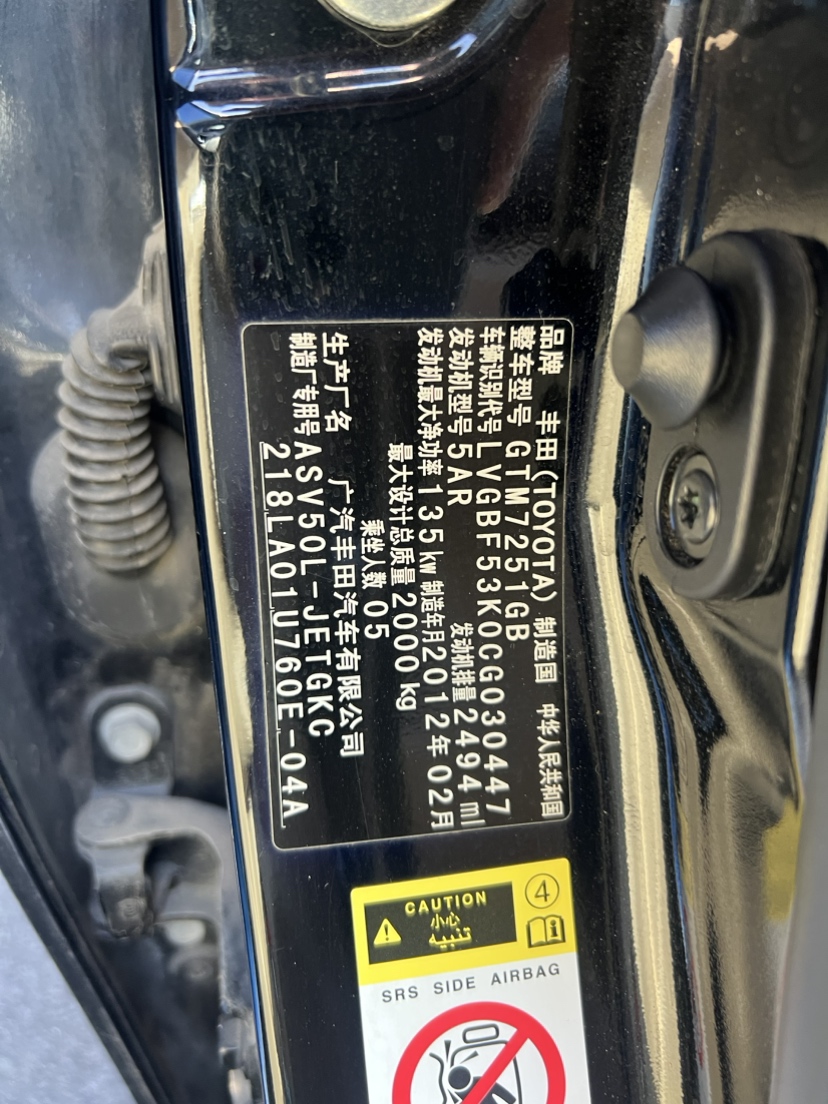 品牌 丰田(TOYOTA) 制造国 中华人民共和国
整车型号 GTM7251GB
车辆识别代号 LVGBF53K0CG030447
发动机型号 5AR 发动机排量 2494 ml
发动机最大净功率 135 kw 制造年月 2012年02月
最大设计总质量 2000 kg
乘坐人数 05
生产厂名 广汽丰田汽车有限公司
制造厂专用号 ASV50L-JETGKC
218LA01U760E-04A
4
CAUTION
小心
تنبيه
SRS SIDE AIRBAG